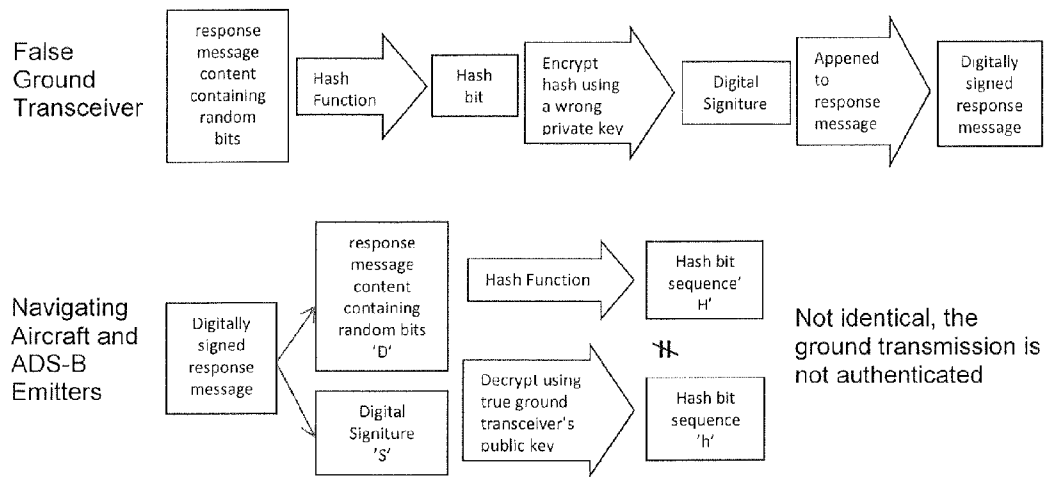 False
Ground
Transceiver
response
message
content
containing
random
bits
Hash
Function
Hash
bit
Encrypt
hash using
a wrong
private key
Digital
Signiture
Appened
to
response
message
Digitally
signed
response
message
Navigating
Aircraft and
ADS-B
Emitters
Digitally
signed
response
message
response
message
content
containing
random bits
'D'
Digital
Signiture
'S'
Hash Function
Decrypt using
true ground
transceiver's
public key
Hash bit
sequence'
H'
Hash bit
sequence
'h'
Not identical, the
ground transmission is
not authenticated